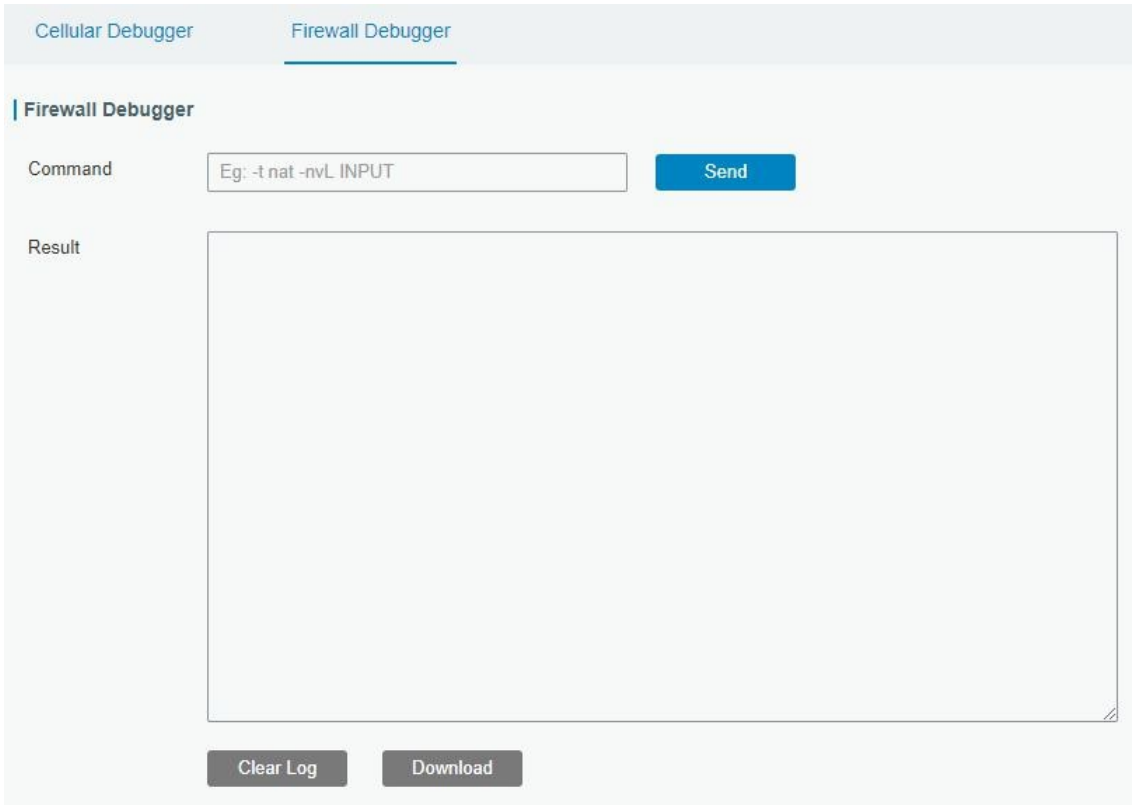 Cellular Debugger Firewall Debugger
Firewall Debugger
Command Eg: -t nat -nvL INPUT Send
Result
Clear Log Download